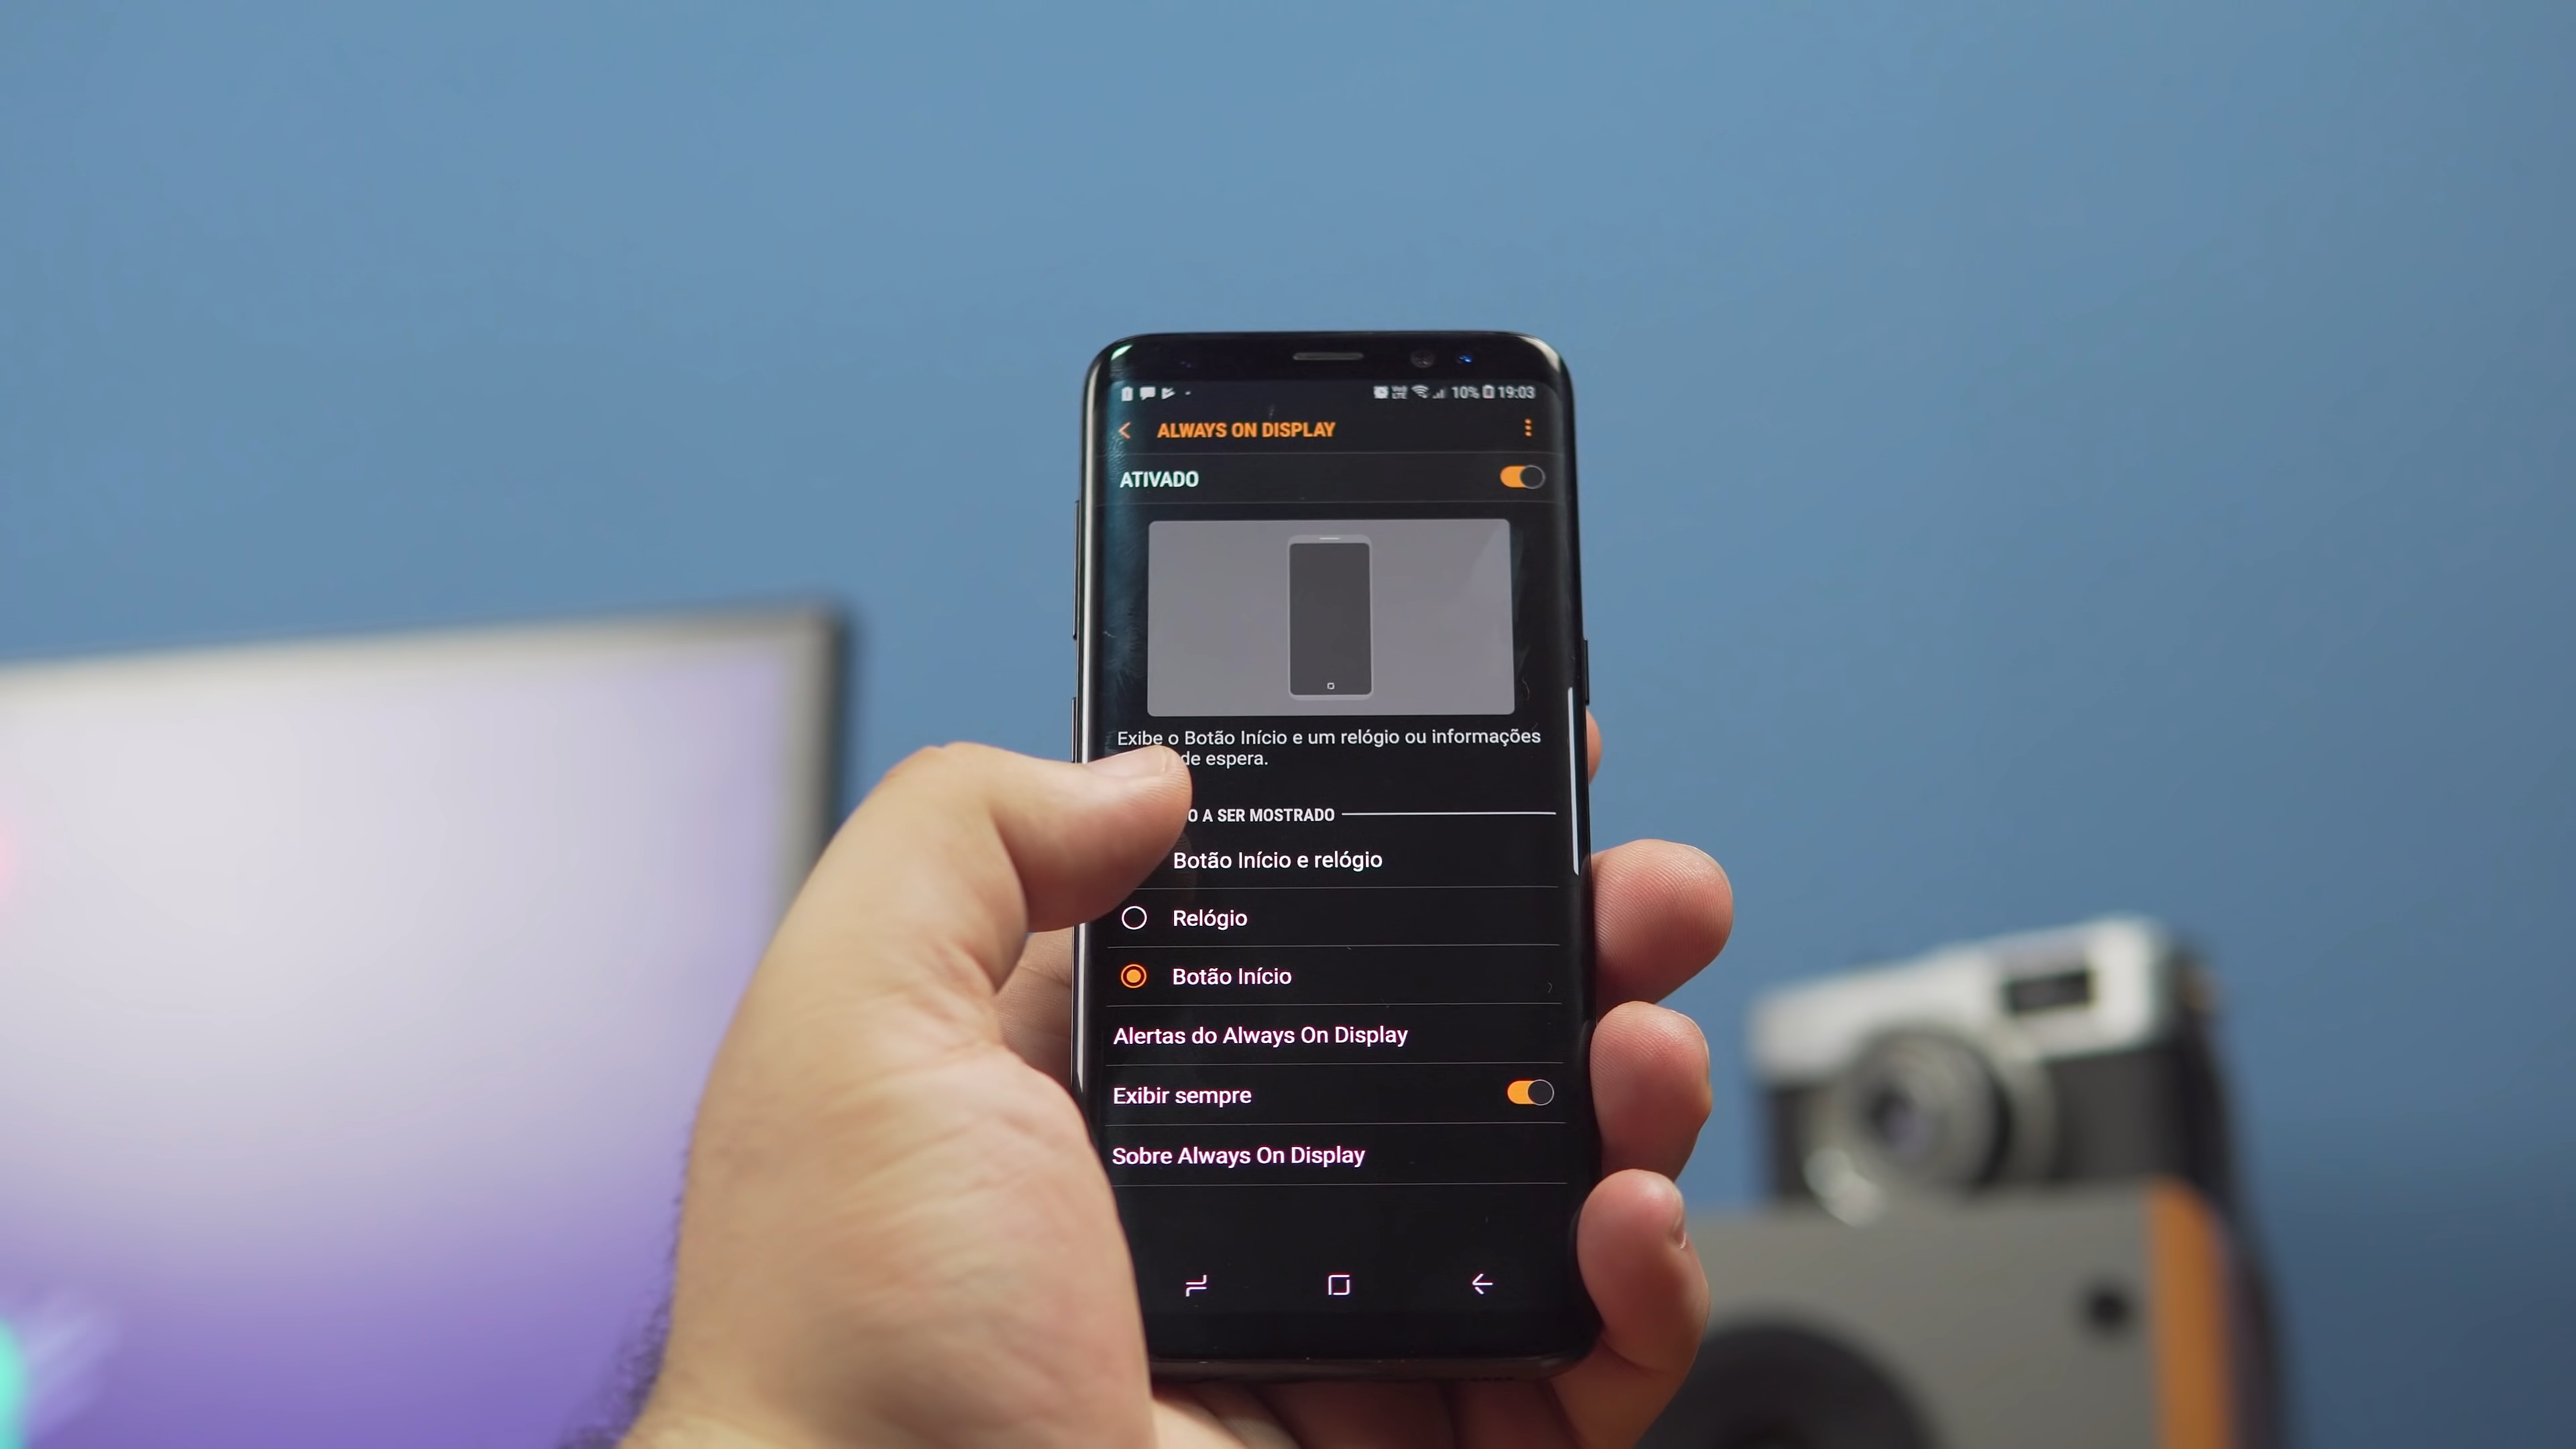 10% 19:03
ALWAYS ON DISPLAY
ATIVADO
Exibe o Botão Início e um relógio ou informações
de espera.
O A SER MOSTRADO
Botão Início e relógio
Relógio
Botão Início
Alertas do Always On Display
Exibir sempre
Sobre Always On Display